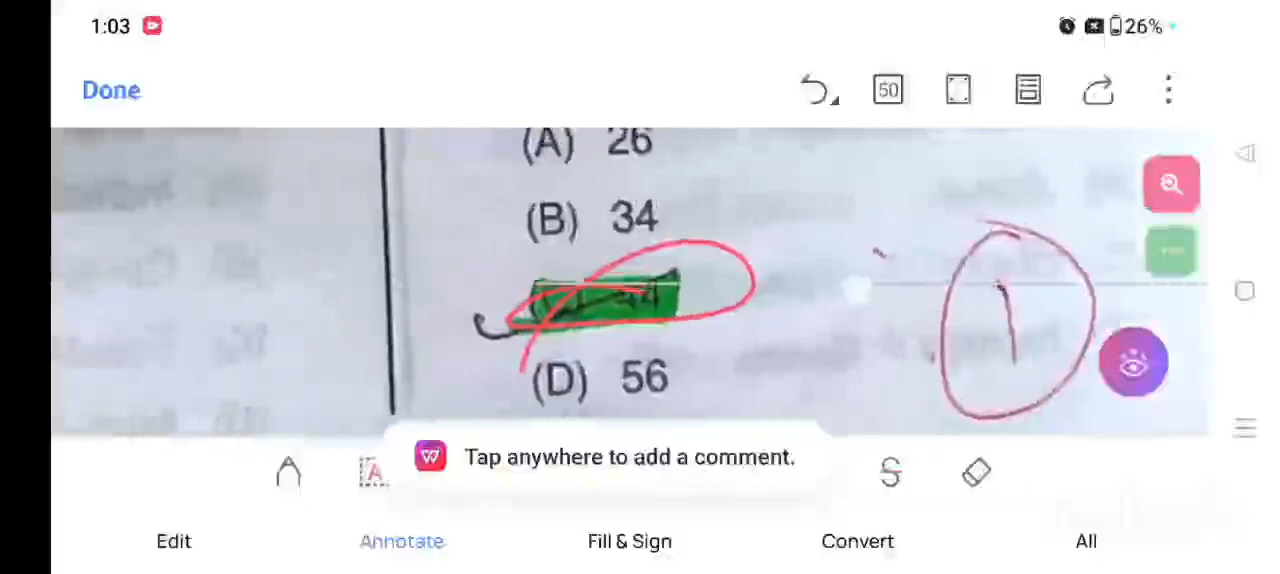 1:03 26%
Done 50
(A) 26
(B) 34
(D) 56
1
Tap anywhere to add a comment.
Edit Annotate Fill & Sign Convert All